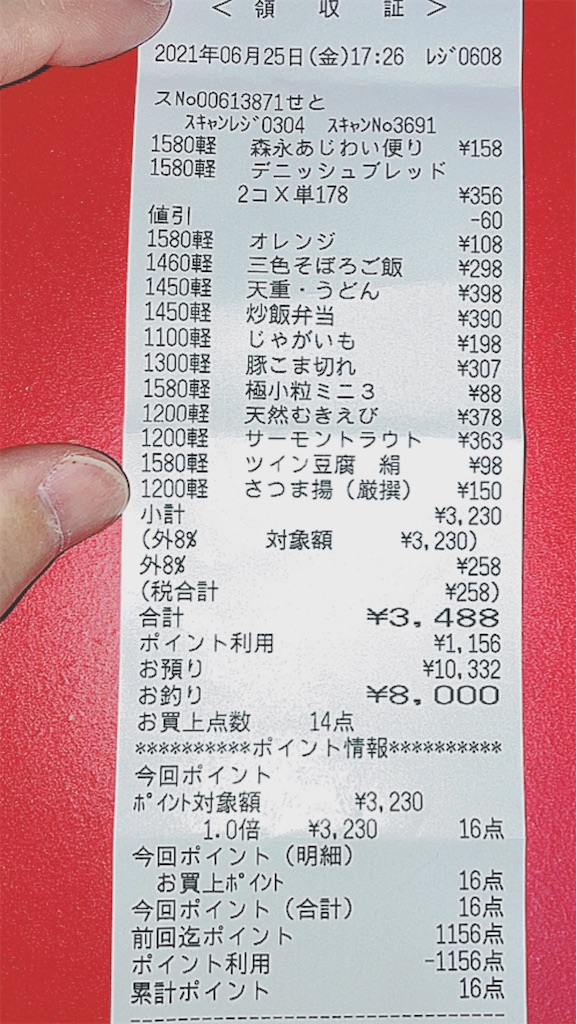 < 領 収 証 >
2021年06月25日(金)17:26 レジ0608
スNo00613871せと
スキャンレジ0304 スキャンNo3691
1580軽 森永あじわい便り ¥158
1580軽 デニッシュブレッド
2コX単178 ¥356
値引 -60
1580軽 オレンジ ¥108
1460軽 三色そぼろご飯 ¥298
1450軽 天重・うどん ¥398
1450軽 炒飯弁当 ¥390
1100軽 じゃがいも ¥198
1300軽 豚こま切れ ¥307
1580軽 極小粒ミニ3 ¥88
1200軽 天然むきえび ¥378
1200軽 サーモントラウト ¥363
1580軽 ツイン豆腐 絹 ¥98
1200軽 さつま揚(厳撰) ¥150
小計 ¥3,230
(外8% 対象額 ¥3,230)
外8% ¥258
(税合計 ¥258)
合計 ¥3,488
ポイント利用 ¥1,156
お預り ¥10,332
お釣り ¥8,000
お買上点数 14点
**********ポイント情報**********
今回ポイント
ポイント対象額 ¥3,230
1.0倍 ¥3,230 16点
今回ポイント(明細)
お買上ポイント 16点
今回ポイント(合計) 16点
前回迄ポイント 1156点
ポイント利用 -1156点
累計ポイント 16点